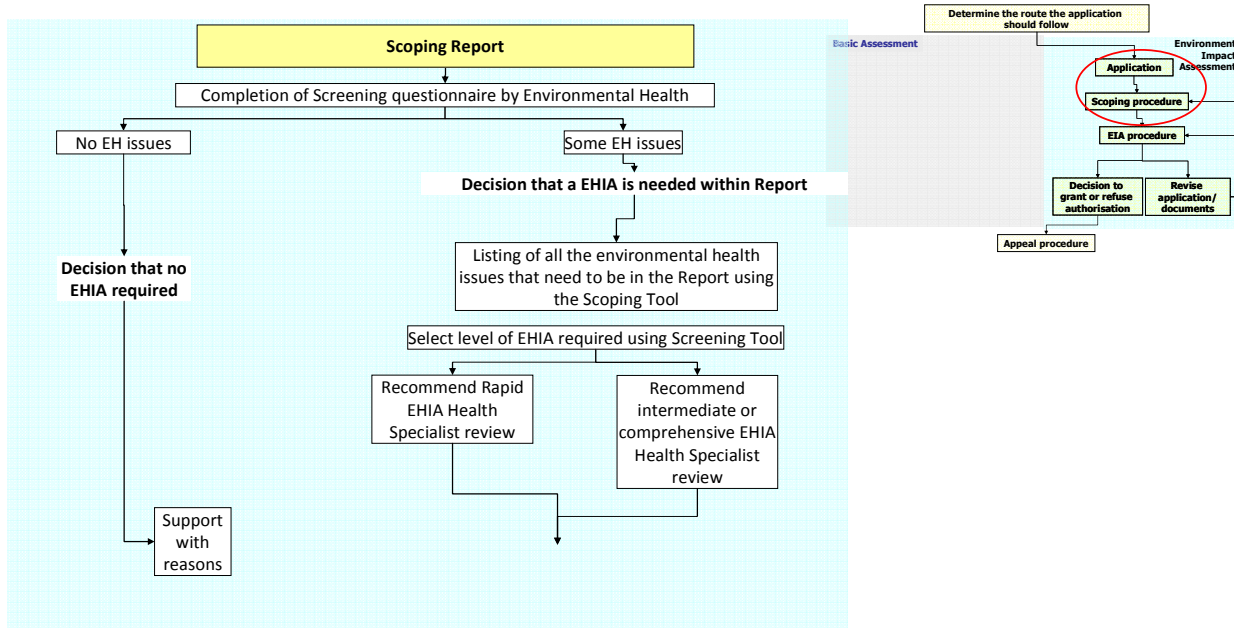 Scoping Report
Completion of Screening questionnaire by Environmental Health
No EH issues
Some EH issues
Decision that a EHIA is needed within Report
Decision that no
EHIA required
Listing of all the environmental health
issues that need to be in the Report using
the Scoping Tool
Select level of EHIA required using Screening Tool
Recommend Rapid
EHIA Health
Specialist review
Recommend
intermediate or
comprehensive EHIA
Health Specialist
review
Support
with
reasons
Determine the route the application
should follow
Basic Assessment
Environment
Impact
Assessment
Application
Scoping procedure
EIA procedure
Decision to
grant or refuse
authorisation
Revise
application/
documents
Appeal procedure